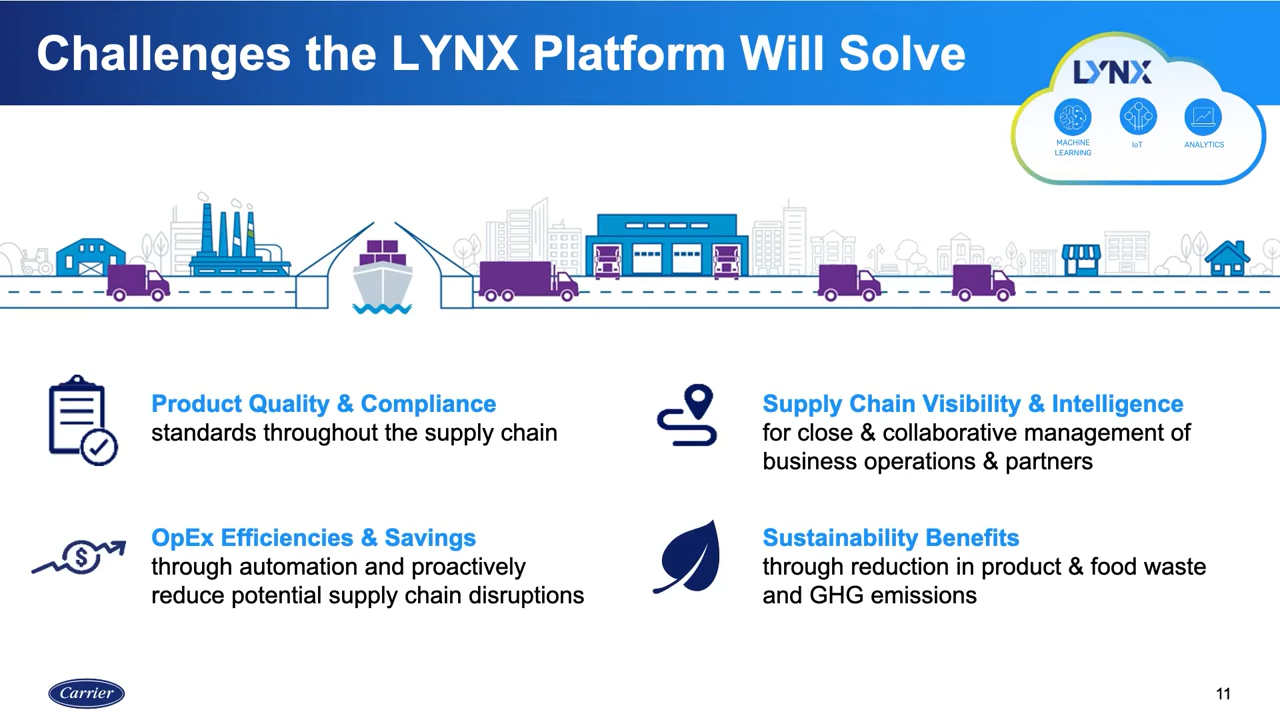 Challenges the LYNX Platform Will Solve
LYNX
MACHINE
LEARNING
IoT
ANALYTICS
Product Quality & Compliance
standards throughout the supply chain
Supply Chain Visibility & Intelligence
for close & collaborative management of
business operations & partners
OpEx Efficiencies & Savings
through automation and proactively
reduce potential supply chain disruptions
Sustainability Benefits
through reduction in product & food waste
and GHG emissions
Carrier
11